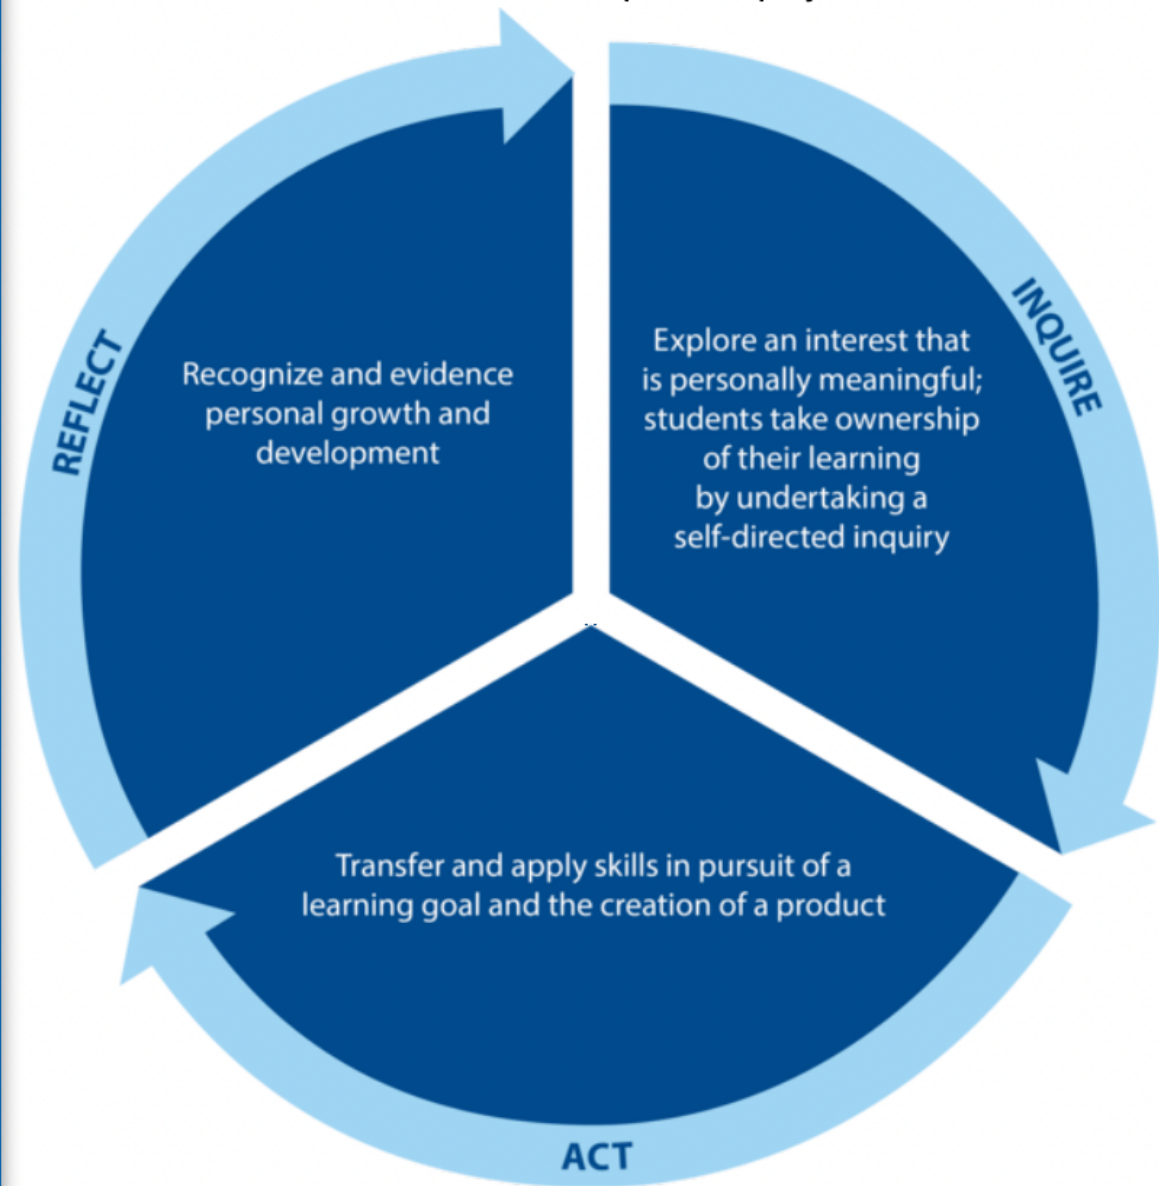 INQUIRE
Explore an interest that
is personally meaningful;
students take ownership
of their learning
by undertaking a
self-directed inquiry
ACT
Transfer and apply skills in pursuit of a
learning goal and the creation of a product
REFLECT
Recognize and evidence
personal growth and
development